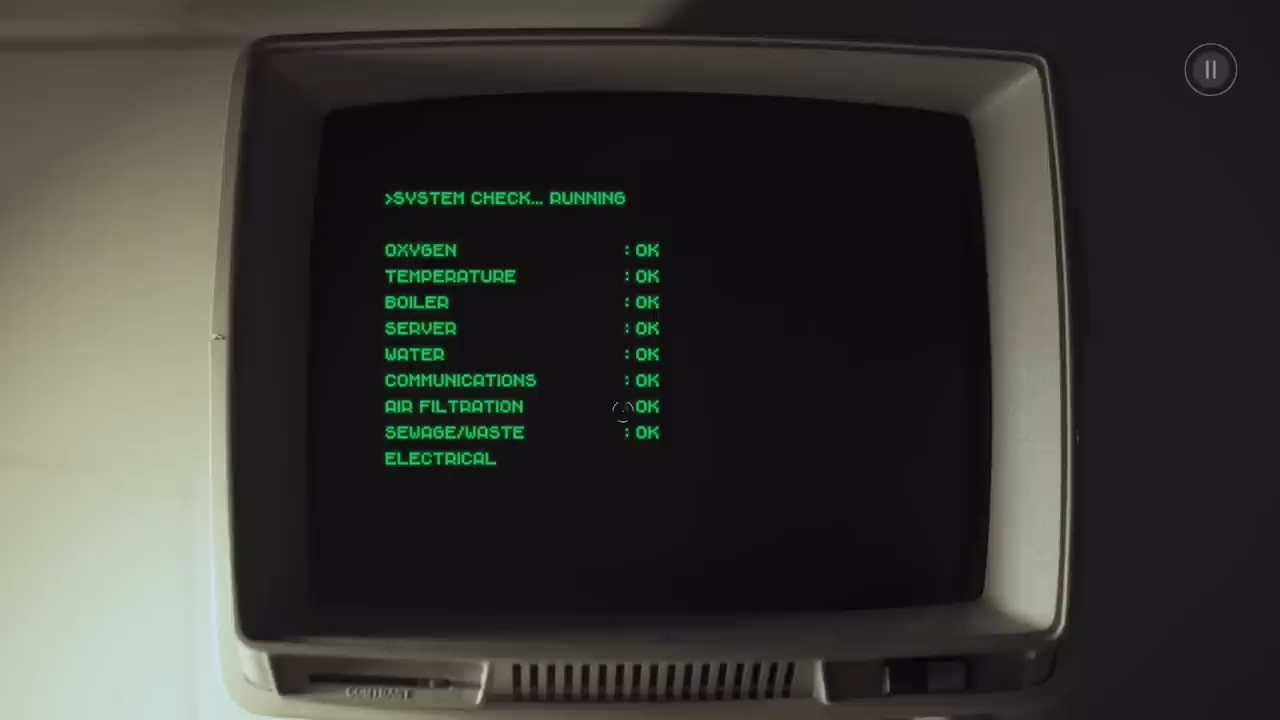 >SYSTEM CHECK... RUNNING
OXYGEN : OK
TEMPERATURE : OK
BOILER : OK
SERVER : OK
WATER : OK
COMMUNICATIONS : OK
AIR FILTRATION : OK
SEWAGE/WASTE : OK
ELECTRICAL
CONTRAST